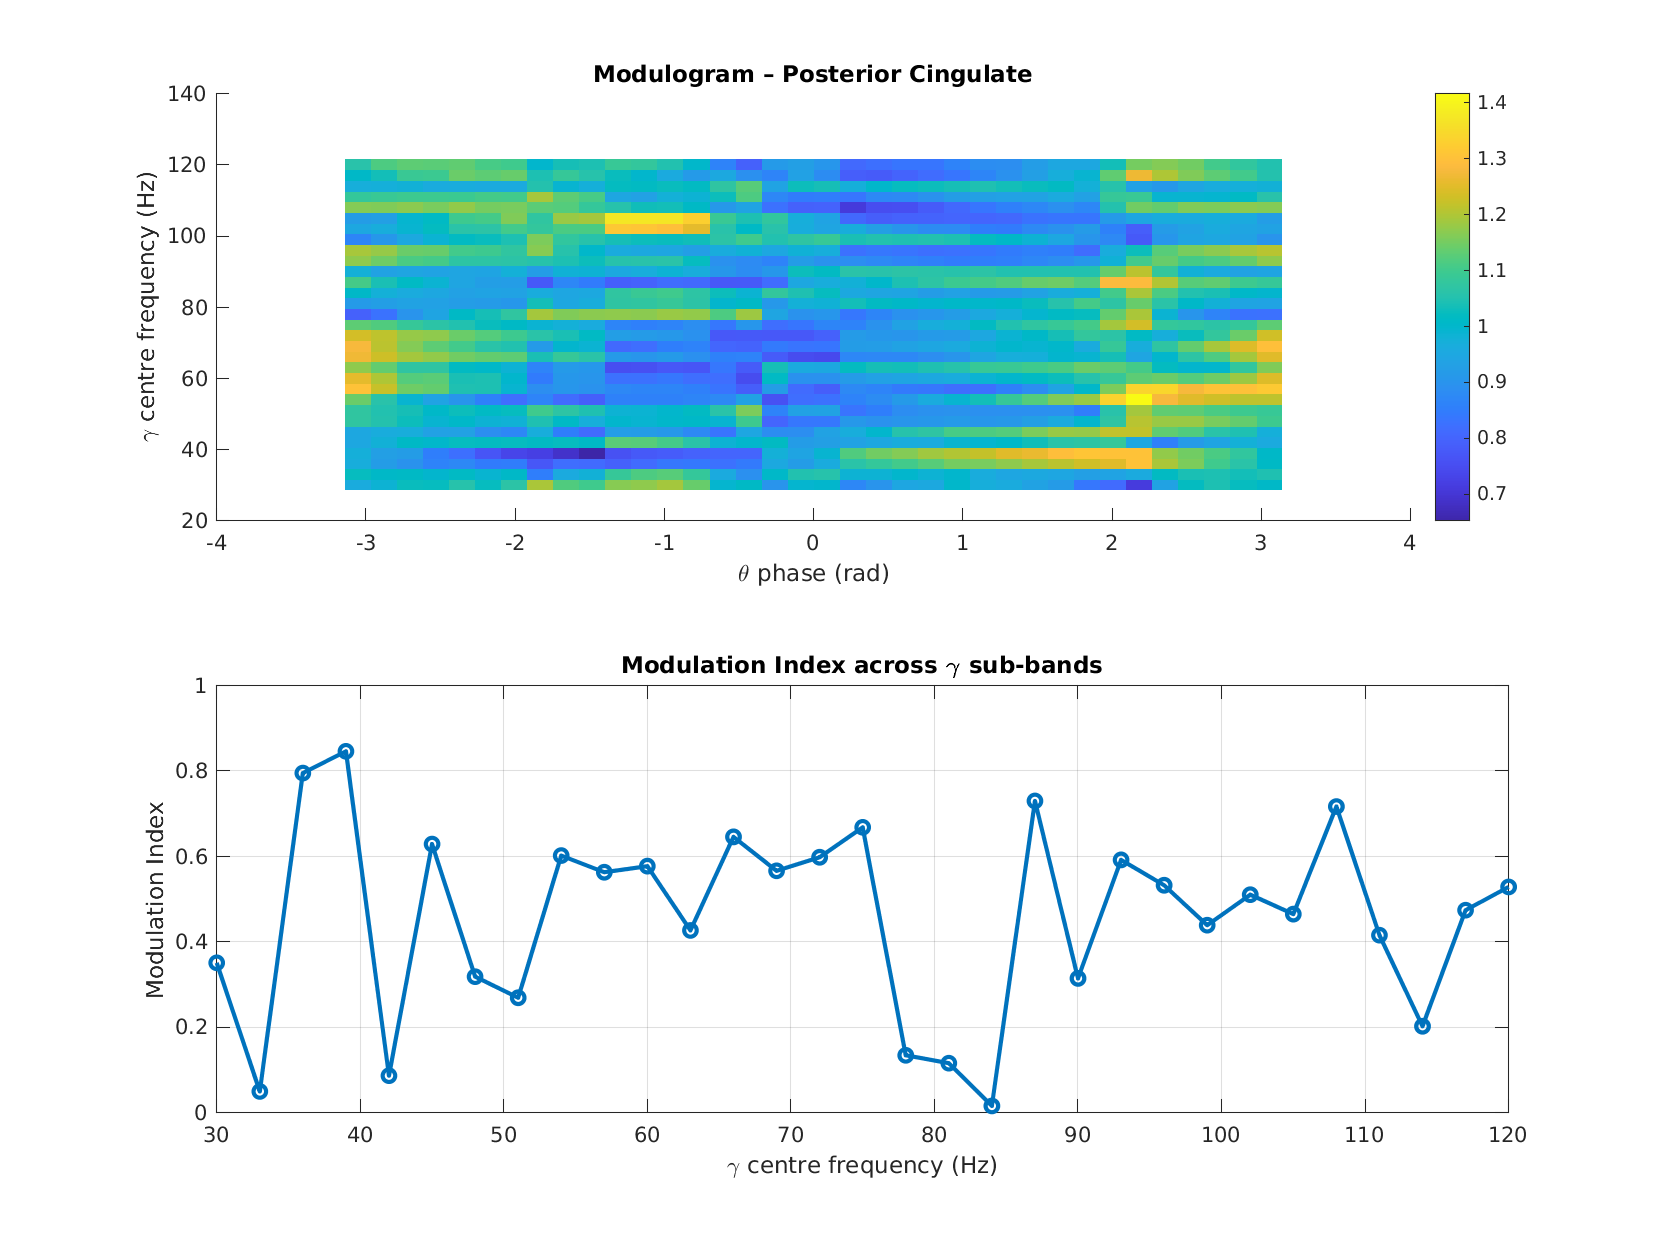 Modulogram – Posterior Cingulate
γ centre frequency (Hz)
140
120
100
80
60
40
20
-4 -3 -2 -1 0 1 2 3 4
θ phase (rad)
1.4
1.3
1.2
1.1
1
0.9
0.8
0.7
Modulation Index across γ sub-bands
Modulation Index
1
0.8
0.6
0.4
0.2
0
30 40 50 60 70 80 90 100 110 120
γ centre frequency (Hz)